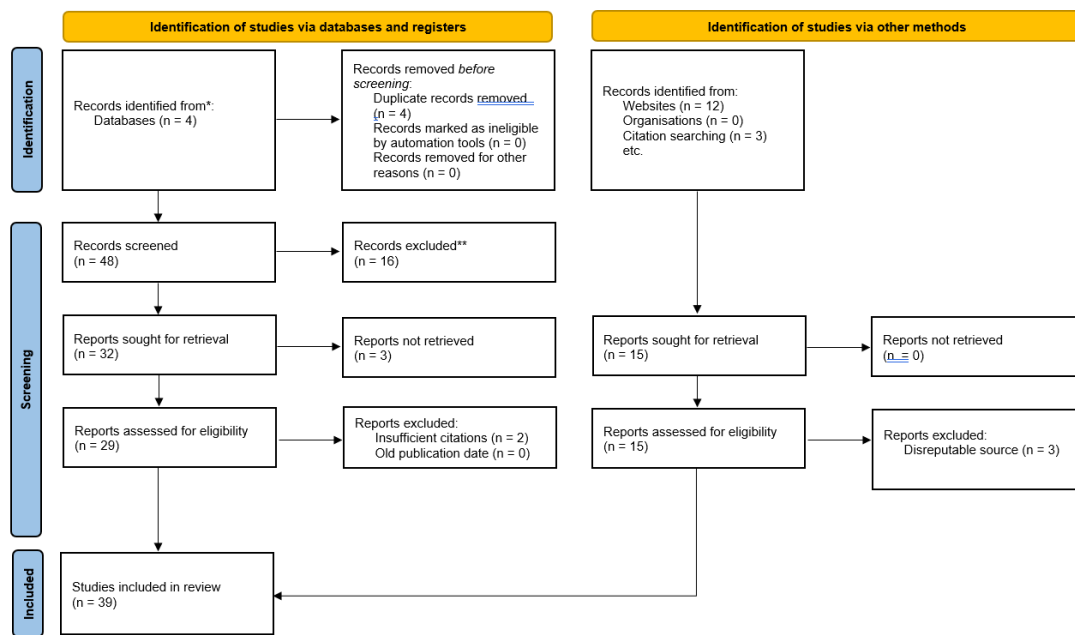 Identification of studies via databases and registers
Identification of studies via other methods
Identification
Records identified from*:
Databases (n = 4)
Records removed before
screening:
Duplicate records removed
(n = 4)
Records marked as ineligible
by automation tools (n = 0)
Records removed for other
reasons (n = 0)
Records identified from:
Websites (n = 12)
Organisations (n = 0)
Citation searching (n = 3)
etc.
Screening
Records screened
(n = 48)
Records excluded**
(n = 16)
Reports sought for retrieval
(n = 32)
Reports not retrieved
(n = 3)
Reports sought for retrieval
(n = 15)
Reports not retrieved
(n = 0)
Reports assessed for eligibility
(n = 29)
Reports excluded:
Insufficient citations (n = 2)
Old publication date (n = 0)
Reports assessed for eligibility
(n = 15)
Reports excluded:
Disreputable source (n = 3)
Included
Studies included in review
(n = 39)